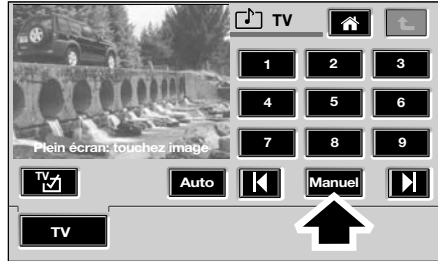 TV
1 2 3
4 5 6
7 8 9
Plein écran: touchez image
TV
Auto Manuel
TV